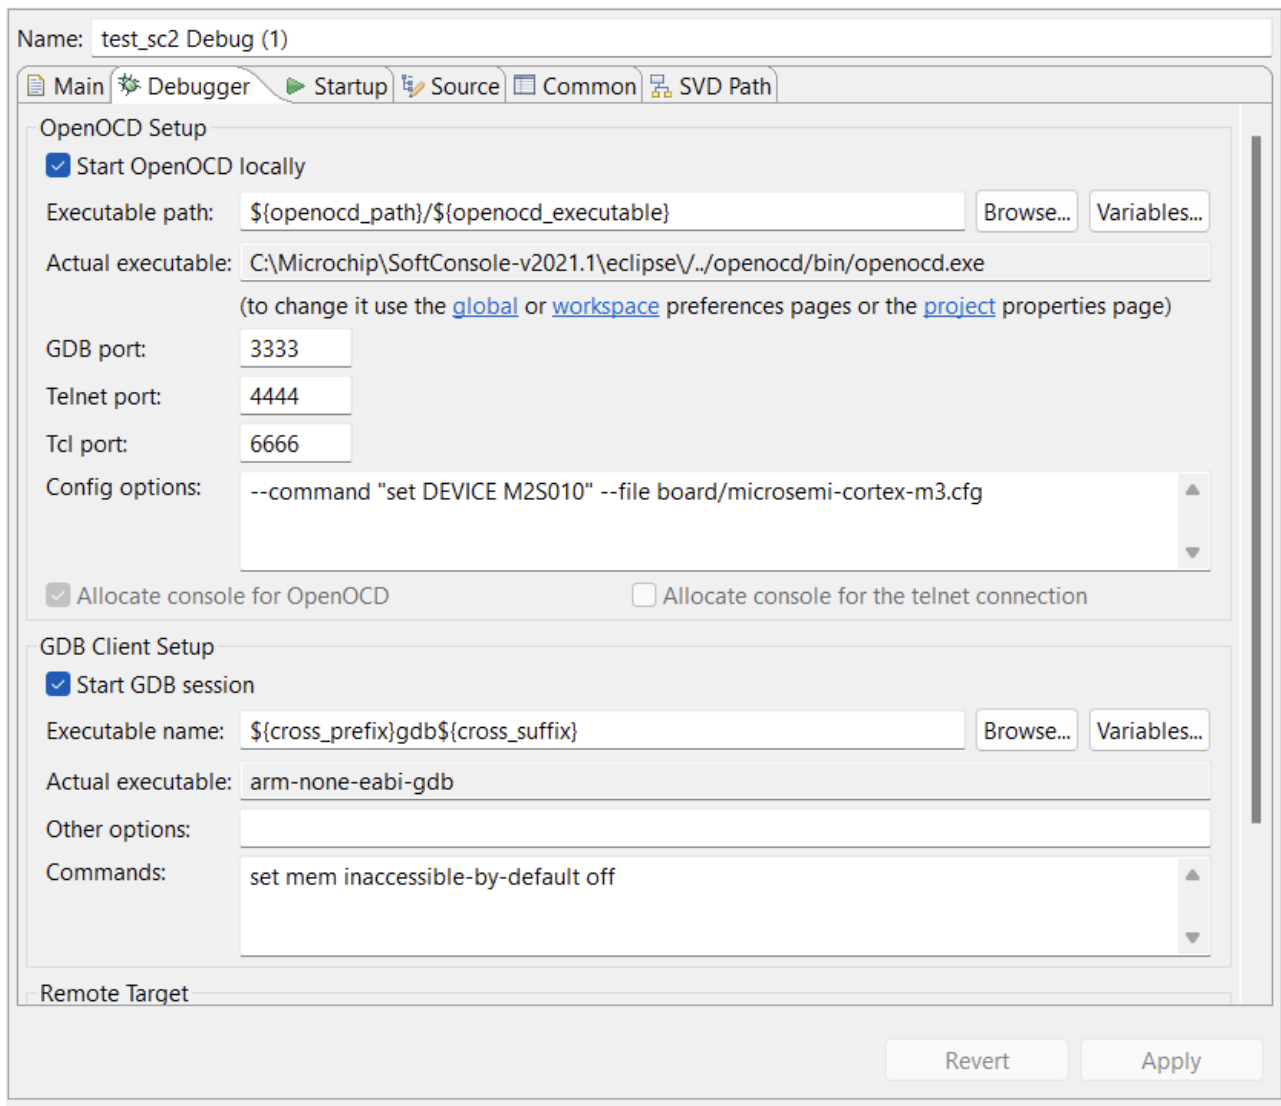 Name: test_sc2 Debug (1)
Main Debugger Startup Source Common SVD Path
OpenOCD Setup
Start OpenOCD locally
Executable path: ${openocd_path}/${openocd_executable} Browse... Variables...
Actual executable: C:\Microchip\SoftConsole-v2021.1\eclipse\/../openocd/bin/openocd.exe
(to change it use the global or workspace preferences pages or the project properties page)
GDB port: 3333
Telnet port: 4444
Tcl port: 6666
Config options: --command "set DEVICE M2S010" --file board/microsemi-cortex-m3.cfg
Allocate console for OpenOCD Allocate console for the telnet connection
GDB Client Setup
Start GDB session
Executable name: ${cross_prefix}gdb${cross_suffix} Browse... Variables...
Actual executable: arm-none-eabi-gdb
Other options:
Commands: set mem inaccessible-by-default off
Remote Target
Revert Apply